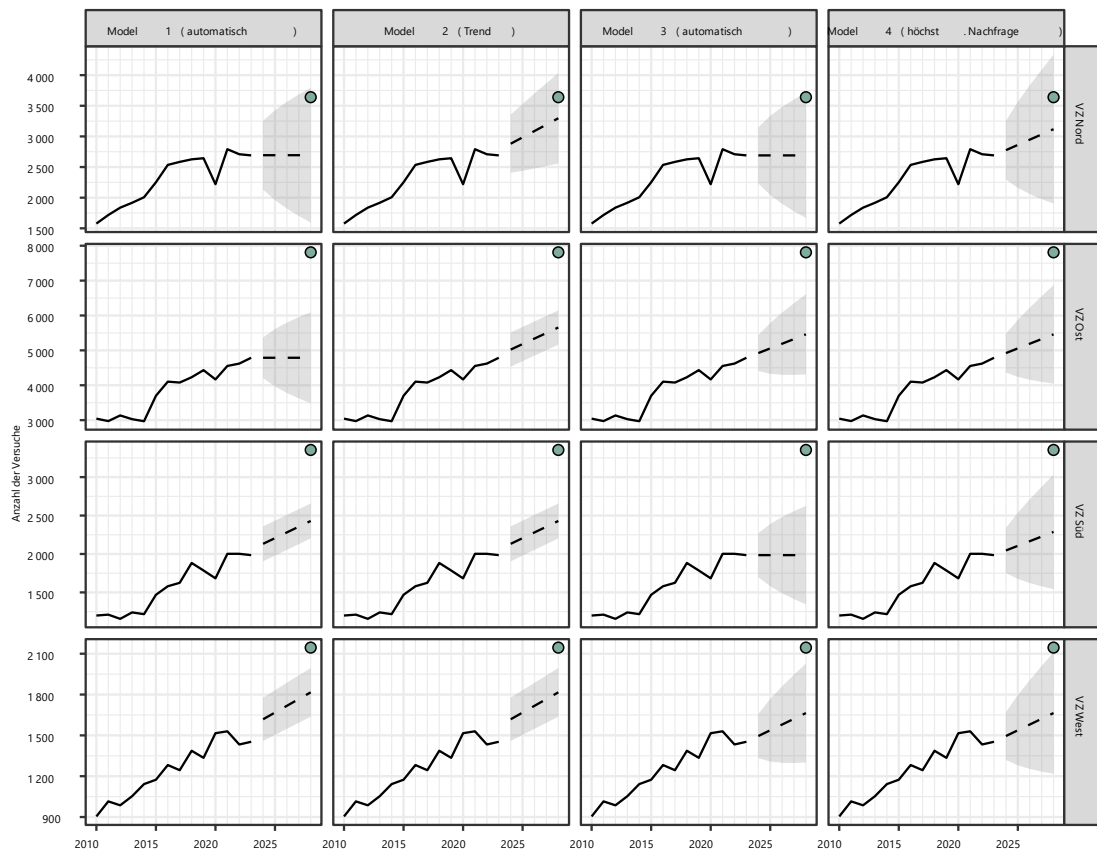 Model 1 ( automatisch )
Model 2 ( Trend )
Model 3 ( automatisch )
Model 4 ( höchst . Nachfrage )
4 000
3 500
3 000
2 500
2 000
1 500
VZ Nord
8 000
7 000
6 000
5 000
4 000
3 000
VZ Ost
Anzahl der Versuche
3 000
2 500
2 000
1 500
VZ Süd
2 100
1 800
1 500
1 200
900
VZ West
2010 2015 2020 2025 2010 2015 2020 2025 2010 2015 2020 2025 2010 2015 2020 2025